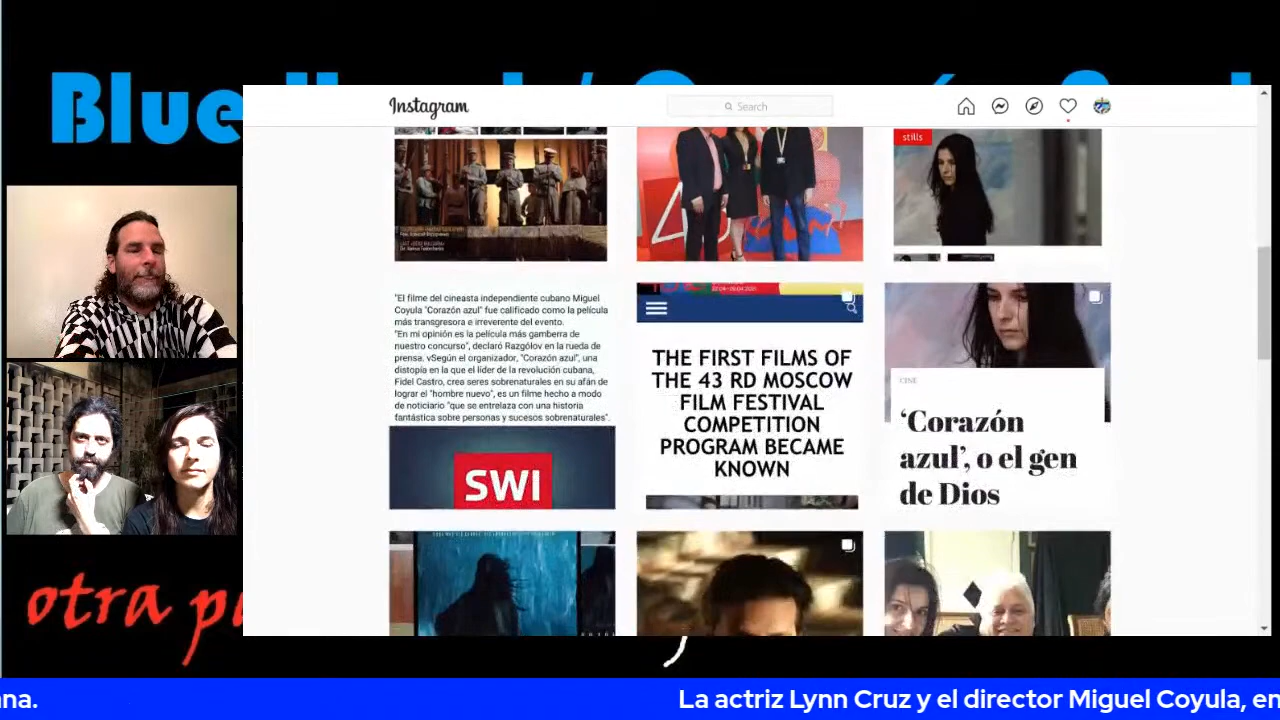 Blue
Instagram
Search
stills
"El filme del cineasta independiente cubano Miguel
Coyula "Corazón azul" fue calificado como la película
más transgresora e irreverente del evento.
"En mi opinión es la película más gamberra de
nuestro concurso", declaró Razgólov en la rueda de
prensa. vSegún el organizador, "Corazón azul", una
distopía en la que el líder de la revolución cubana,
Fidel Castro, crea seres sobrenaturales en su afán de
lograr el "hombre nuevo", es un filme hecho a modo
de noticiario "que se entrelaza con una historia
fantástica sobre personas y sucesos sobrenaturales".
SWI
THE FIRST FILMS OF
THE 43 RD MOSCOW
FILM FESTIVAL
COMPETITION
PROGRAM BECAME
KNOWN
CINE
'Corazón
azul', o el gen
de Dios
otra
ana.
La actriz Lynn Cruz y el director Miguel Coyula, en